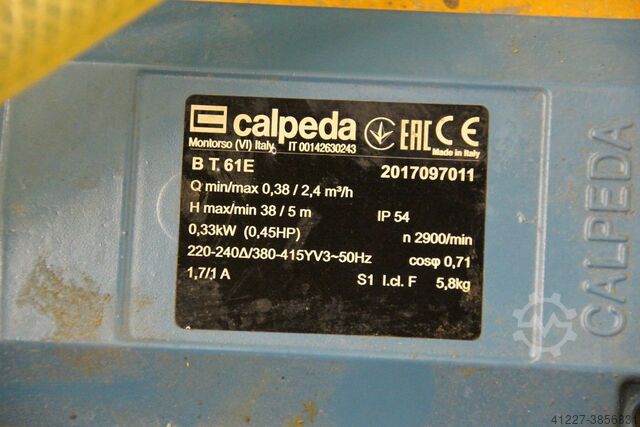 calpeda EAC CE
Montorso (VI) Italy IT 00142630243 Made in Italy
B T 61E 2017097011
Q min/max 0,38 / 2,4 m³/h
H max/min 38 / 5 m IP 54
0,33kW (0,45HP) n 2900/min
220-240Δ/380-415YV3~50Hz cosφ 0,71
1,7/1 A S1 I.cl. F 5,8kg
CALPEDA